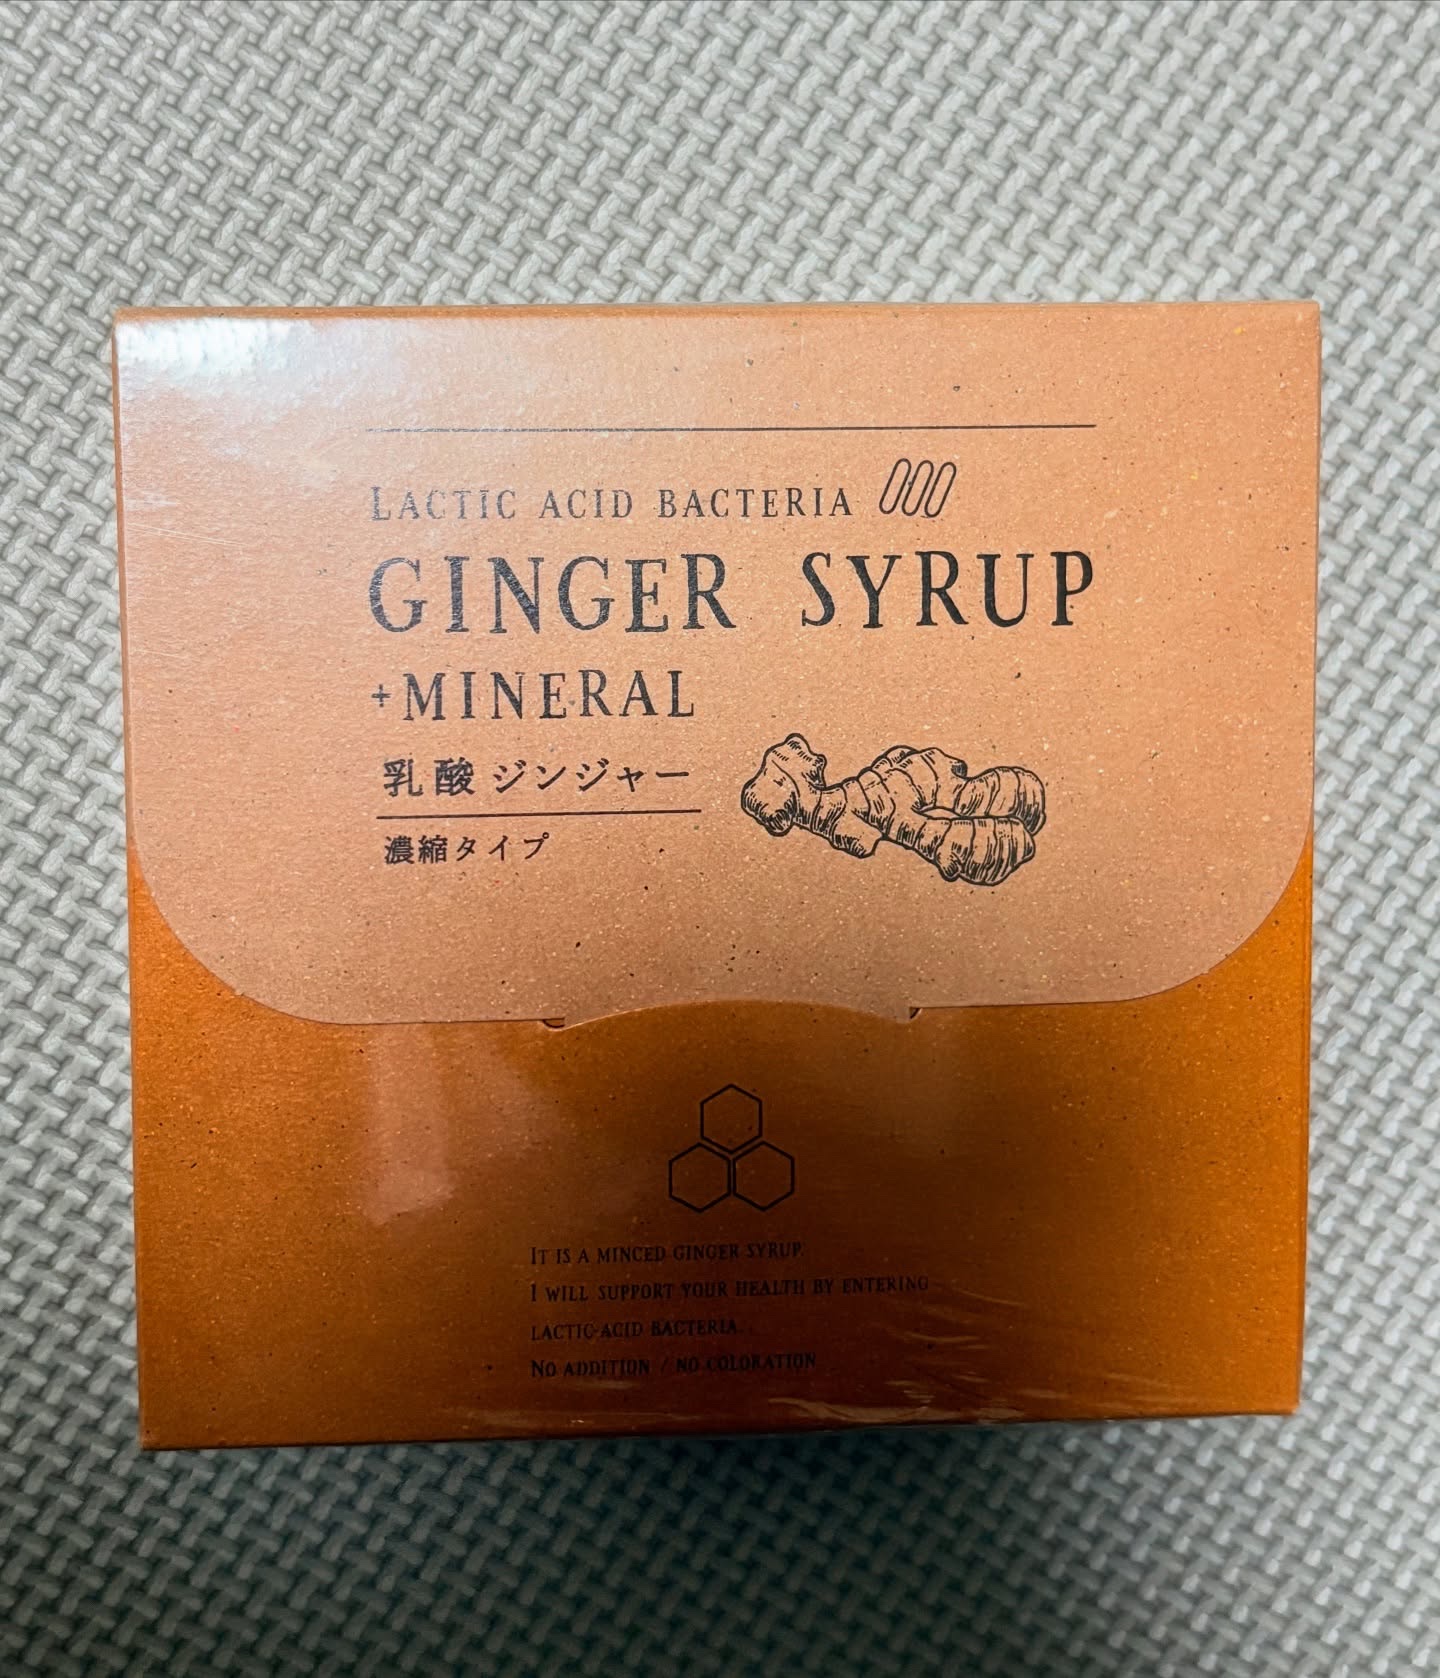 LACTIC ACID BACTERIA
GINGER SYRUP
+MINERAL
乳酸ジンジャー
濃縮タイプ
IT IS A MINCED GINGER SYRUP.
I WILL SUPPORT YOUR HEALTH BY ENTERING
LACTIC-ACID BACTERIA.
NO ADDITION / NO COLORATION